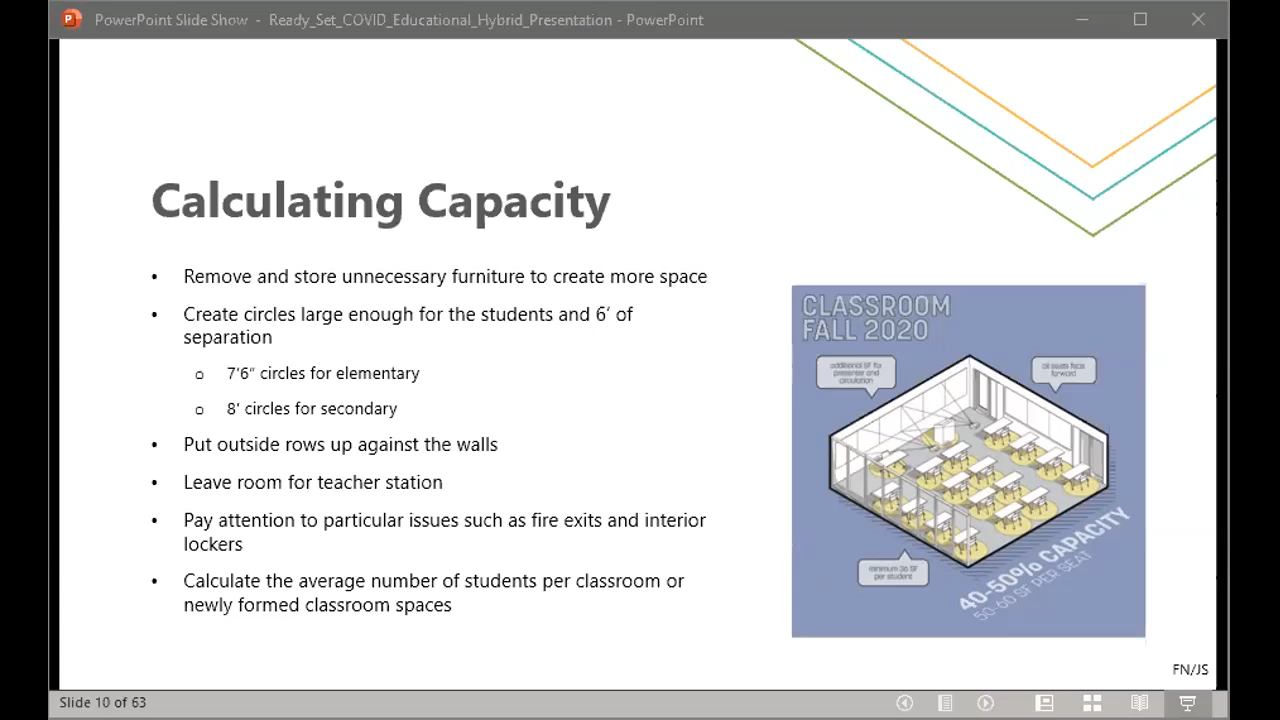 PowerPoint Slide Show - Ready_Set_COVID_Educational_Hybrid_Presentation - PowerPoint
Calculating Capacity
• Remove and store unnecessary furniture to create more space
• Create circles large enough for the students and 6’ of
separation
o 7’6” circles for elementary
o 8’ circles for secondary
• Put outside rows up against the walls
• Leave room for teacher station
• Pay attention to particular issues such as fire exits and interior
lockers
• Calculate the average number of students per classroom or
newly formed classroom spaces
CLASSROOM
FALL 2020
additional SF for
presenter and
circulation
all seats face
forward
minimum 36 SF
per student
40-50% CAPACITY
50-60 SF PER SEAT
FN/JS
Slide 10 of 63